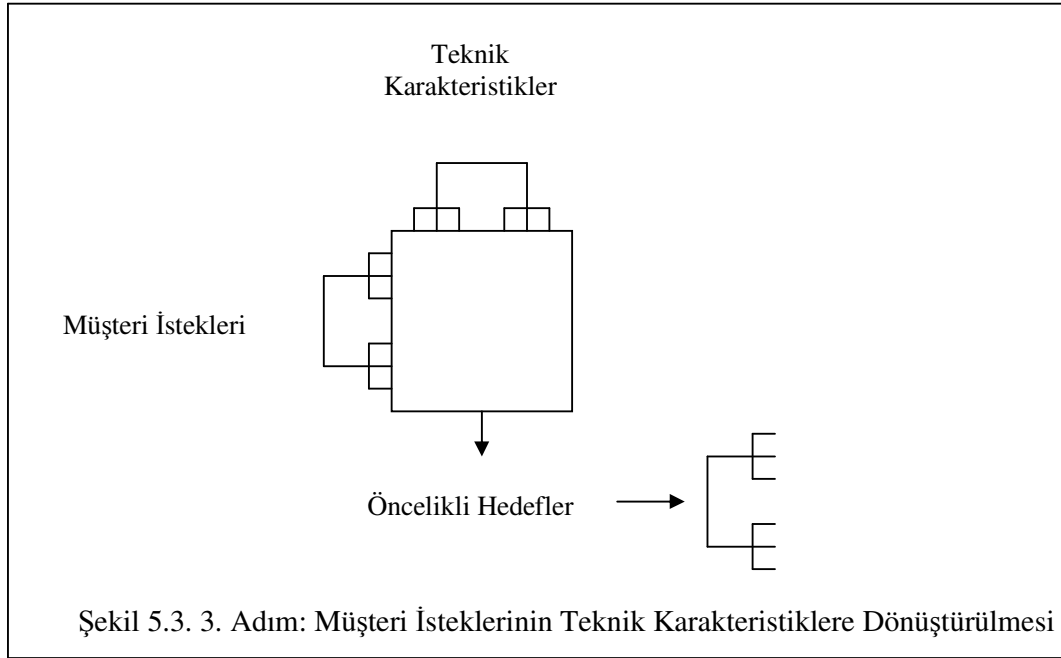 Teknik
Karakteristikler
Müşteri İstekleri
Öncelikli Hedefler
Şekil 5.3. 3. Adım: Müşteri İsteklerinin Teknik Karakteristiklere Dönüştürülmesi